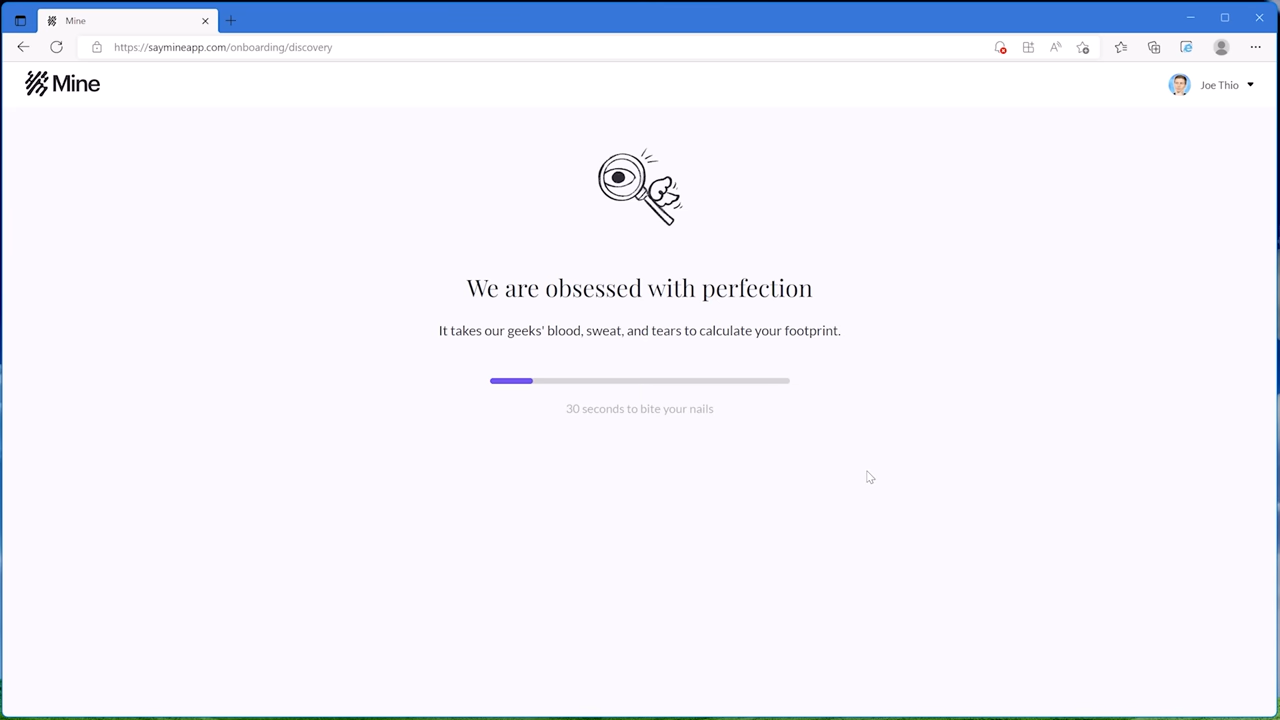 Mine
https://saymineapp.com/onboarding/discovery
Mine
Joe Thio
We are obsessed with perfection
It takes our geeks' blood, sweat, and tears to calculate your footprint.
30 seconds to bite your nails